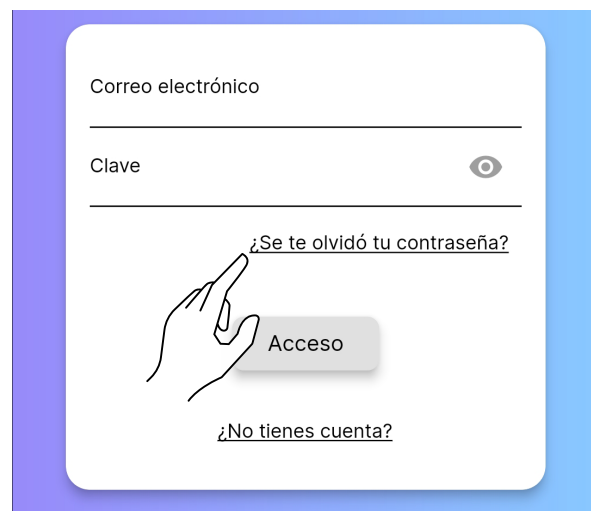 Correo electrónico
Clave
¿Se te olvidó tu contraseña?
Acceso
¿No tienes cuenta?